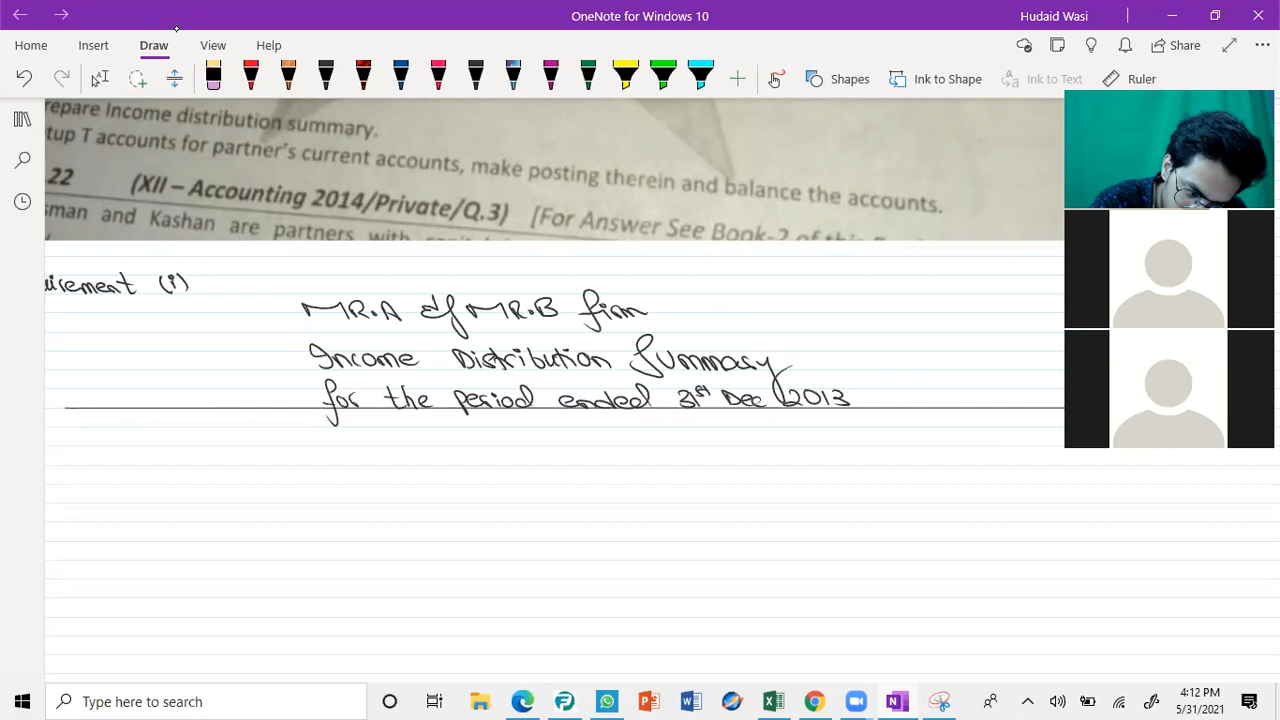 OneNote for Windows 10
Hudaid Wasi
Home
Insert
Draw
View
Help
Share
Shapes
Ink to Shape
Ink to Text
Ruler
repare Income distribution summary.
tup T accounts for partner's current accounts, make posting therein and balance the accounts.
.22 (XII – Accounting 2014/Private/Q.3) [For Answer See Book-2 of this
sman and Kashan are partners with
uirement (i)
MR.A & MR.B firm
Income Distribution Summary
for the period ended 31st Dec 2013
Type here to search
4:12 PM
5/31/2021